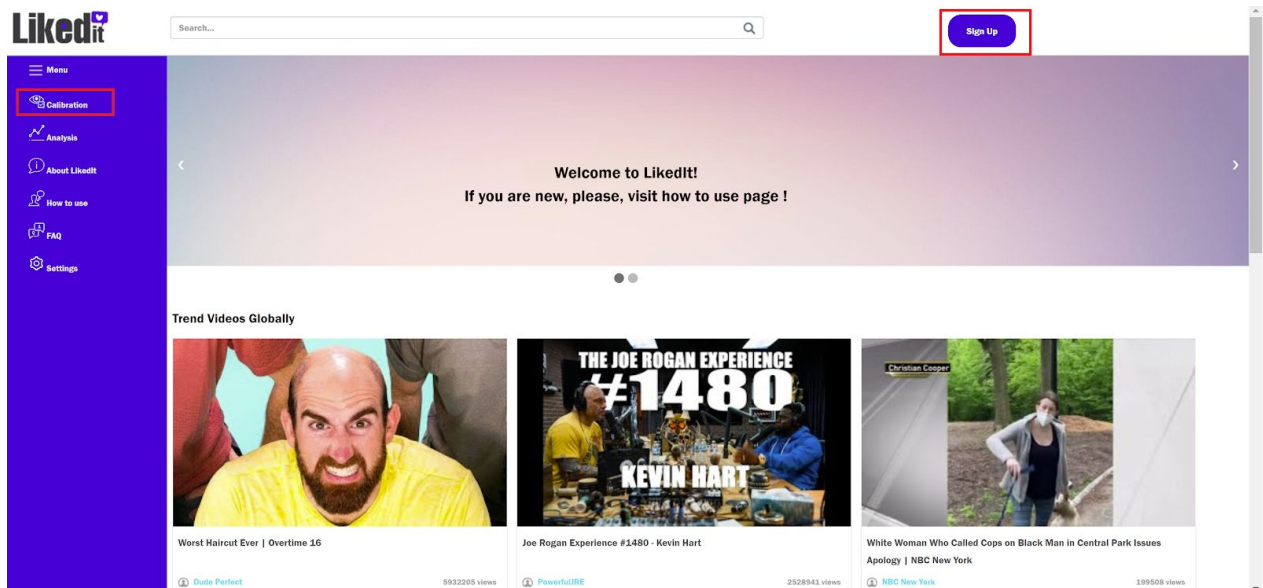 Likedit
Search...
Sign Up
Menu
Calibration
Analysis
About LikedIt
How to use
FAQ
Settings
Welcome to LikedIt!
If you are new, please, visit how to use page !
Trend Videos Globally
THE JOE ROGAN EXPERIENCE
#1480
KEVIN HART
Christian Cooper
Worst Haircut Ever | Overtime 16
Joe Rogan Experience #1480 - Kevin Hart
White Woman Who Called Cops on Black Man in Central Park Issues
Apology | NBC New York
Dude Perfect
5932205 views
PowerfulJRE
2528941 views
NBC New York
199508 views